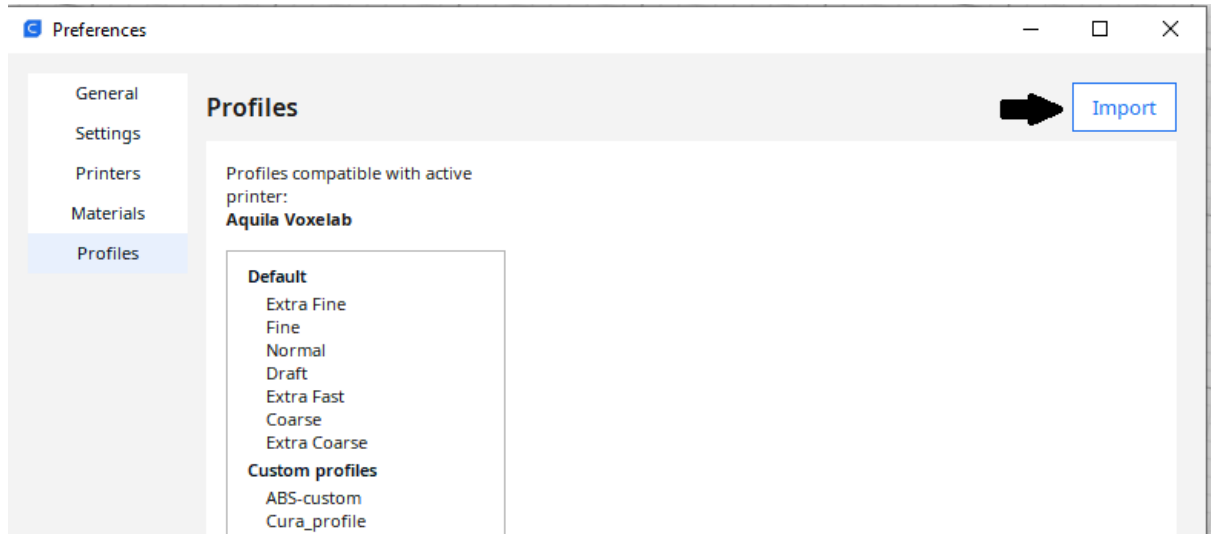 Preferences
General
Settings
Printers
Materials
Profiles
Profiles
Import
Profiles compatible with active
printer:
Aquila Voxelab
Default
Extra Fine
Fine
Normal
Draft
Extra Fast
Coarse
Extra Coarse
Custom profiles
ABS-custom
Cura_profile